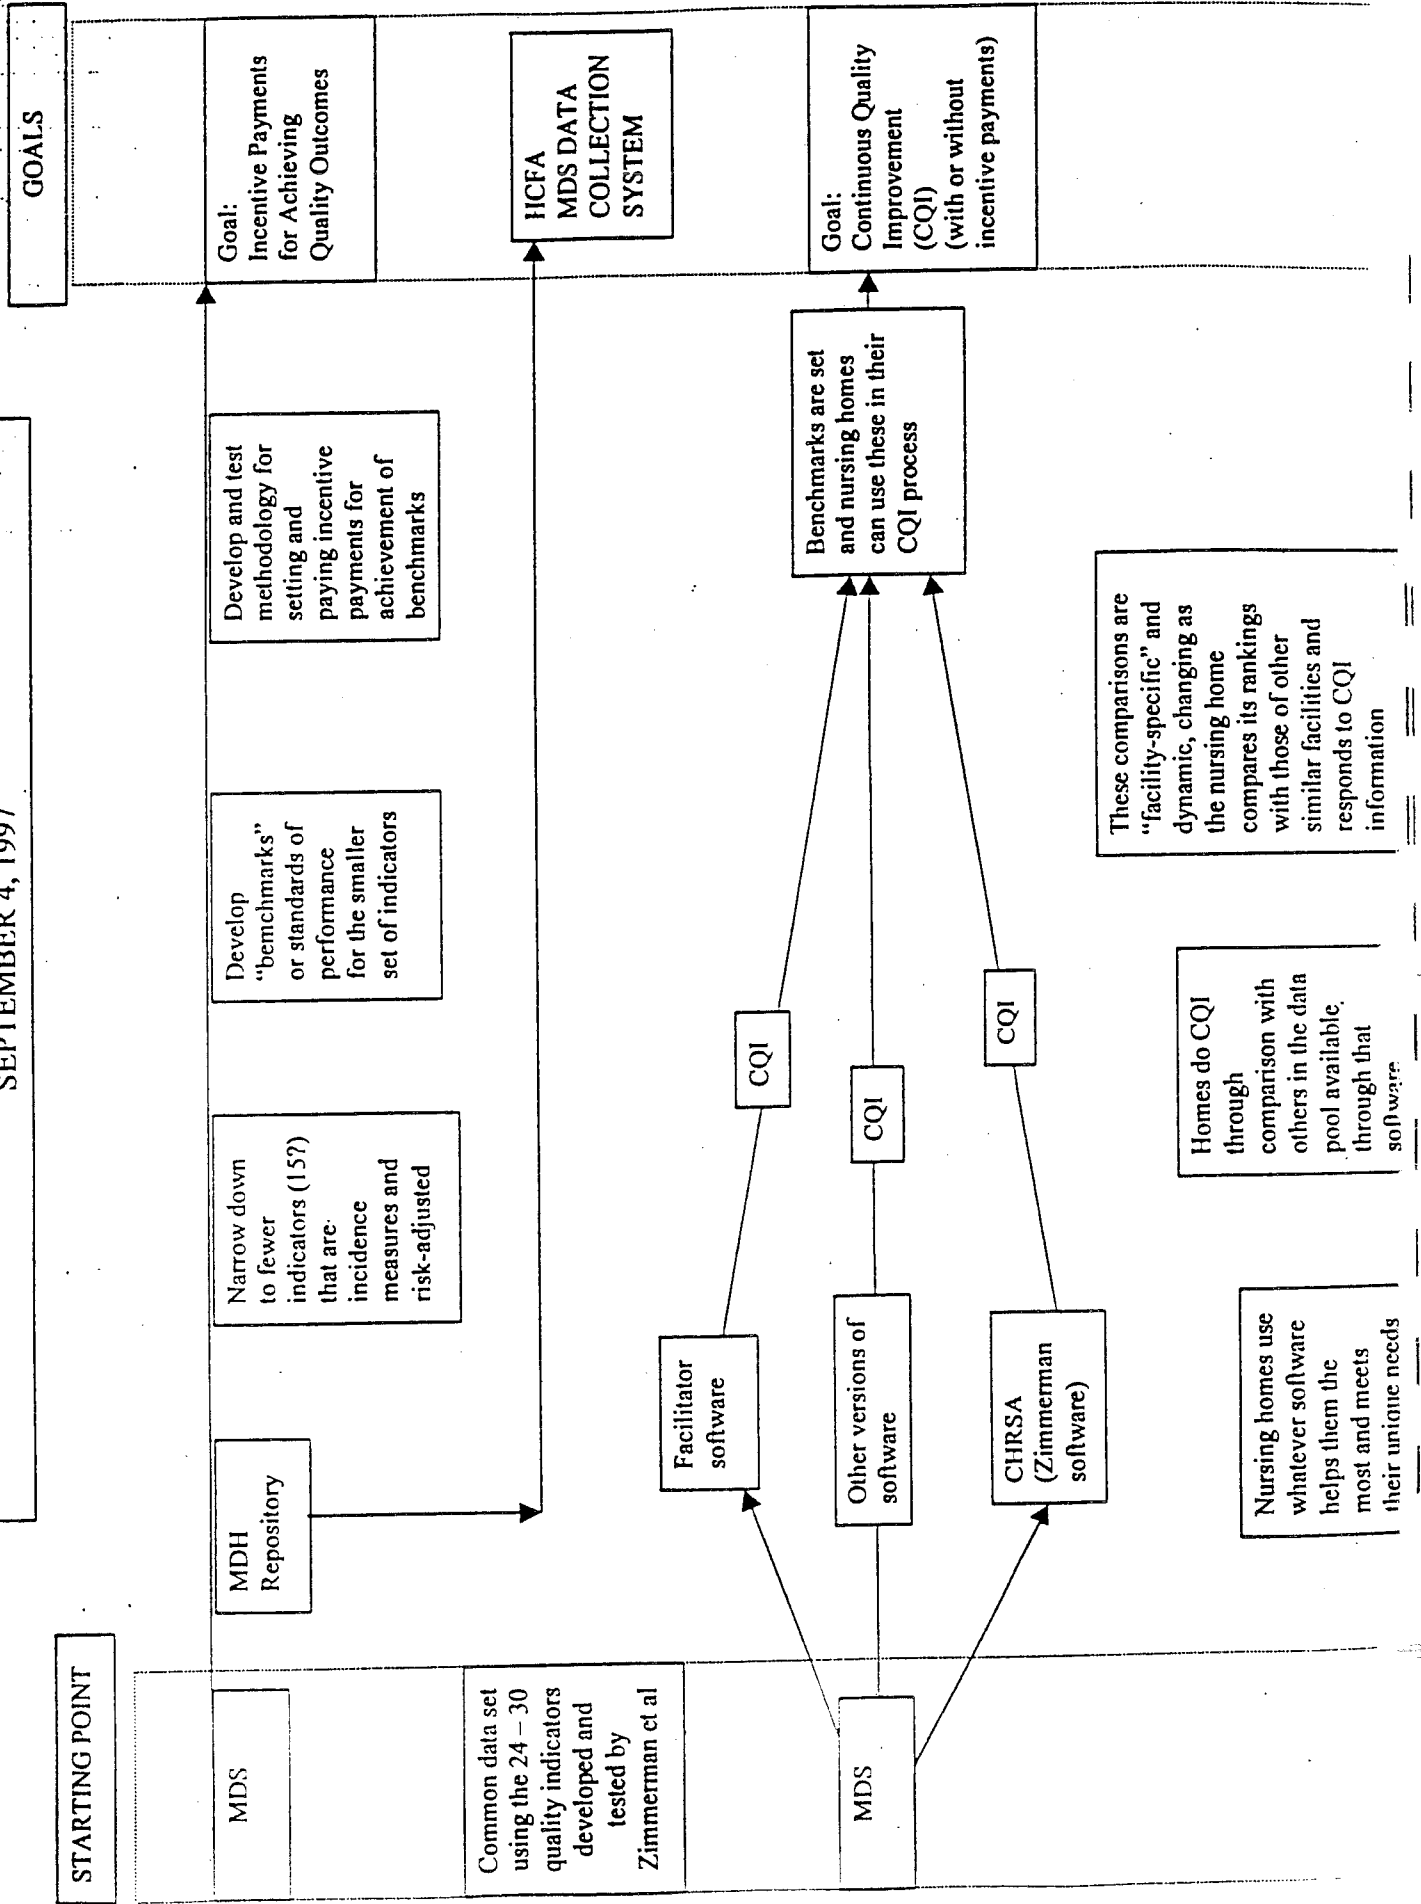 SEPTEMBER 4, 1997
STARTING POINT
GOALS
MDS
MDH
Repository
Narrow down
to fewer
indicators (15?)
that are
incidence
measures and
risk-adjusted
Develop
“bemchmarks”
or standards of
performance
for the smaller
set of indicators
Develop and test
methodology for
setting and
paying incentive
payments for
achievement of
benchmarks
Goal:
Incentive Payments
for Achieving
Quality Outcomes
Common data set
using the 24 – 30
quality indicators
developed and
tested by
Zimmerman et al
HCFA
MDS DATA
COLLECTION
SYSTEM
MDS
Facilitator
software
Other versions of
software
CHRSA
(Zimmerman
software)
CQI
CQI
CQI
Benchmarks are set
and nursing homes
can use these in their
CQI process
Goal:
Continuous Quality
Improvement
(CQI)
(with or without
incentive payments)
Nursing homes use
whatever software
helps them the
most and meets
their unique needs
Homes do CQI
through
comparison with
others in the data
pool available
through that
software
These comparisons are
“facility-specific” and
dynamic, changing as
the nursing home
compares its rankings
with those of other
similar facilities and
responds to CQI
information